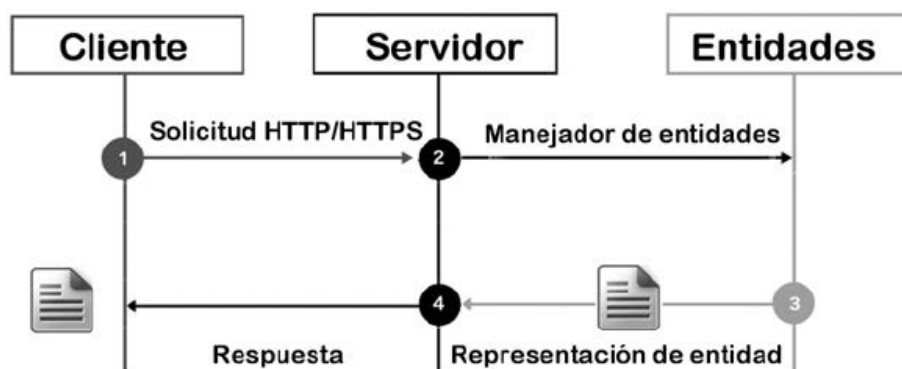 Cliente
Servidor
Entidades
Solicitud HTTP/HTTPS
Manejador de entidades
1
2
4
3
Respuesta
Representación de entidad